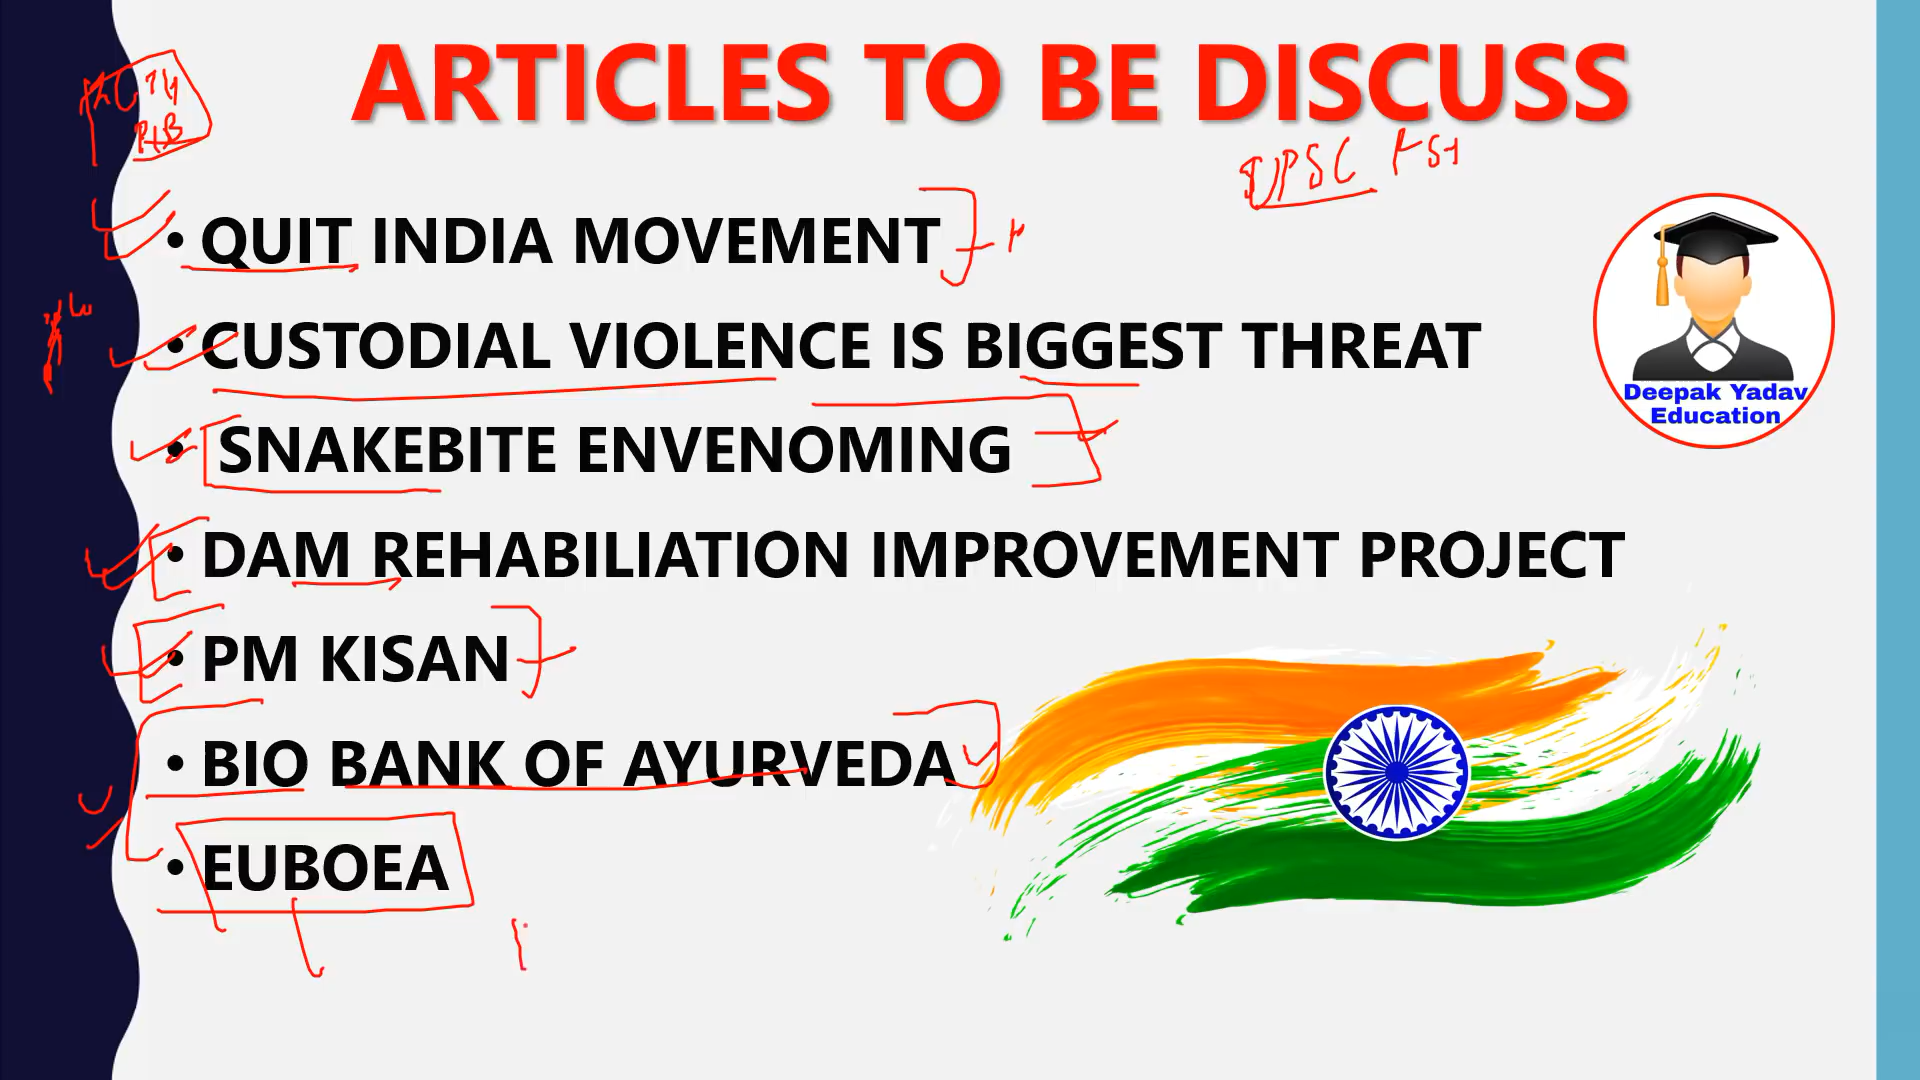 ARTICLES TO BE DISCUSS
UPSC
PIB
• QUIT INDIA MOVEMENT
• CUSTODIAL VIOLENCE IS BIGGEST THREAT
• SNAKEBITE ENVENOMING
• DAM REHABILIATION IMPROVEMENT PROJECT
• PM KISAN
• BIO BANK OF AYURVEDA
• EUBOEA
Deepak Yadav
Education